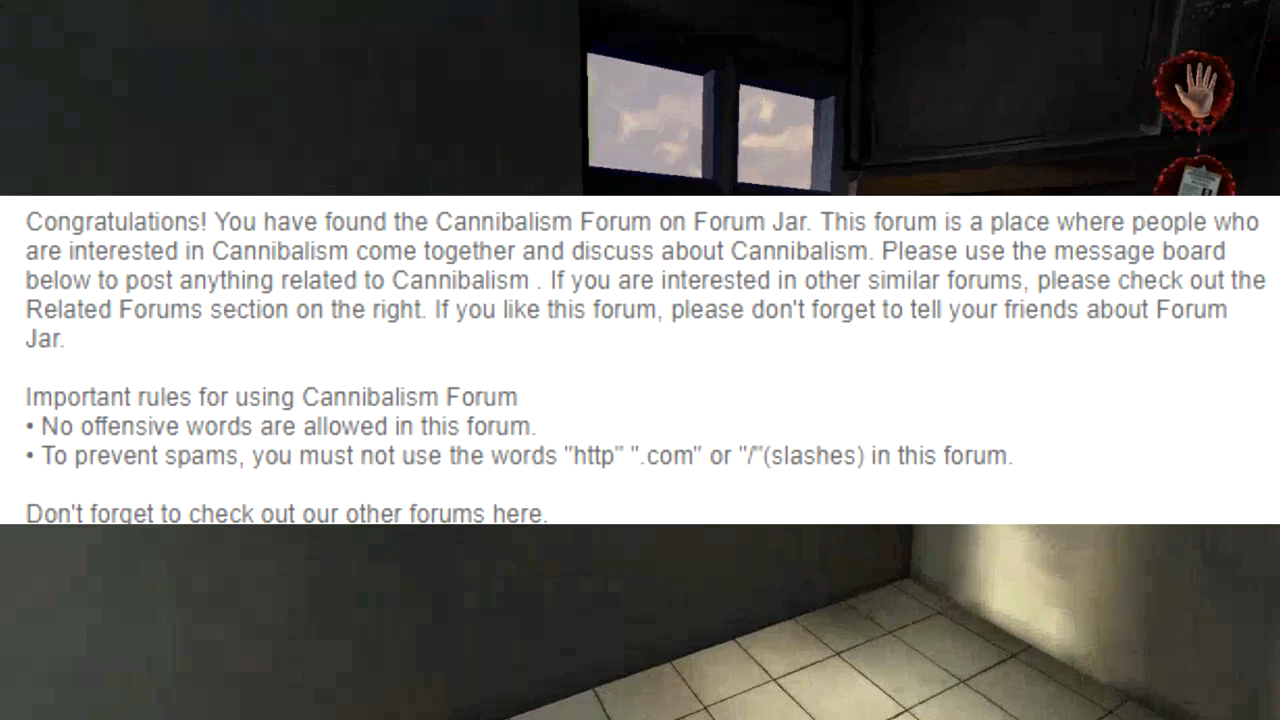 Congratulations! You have found the Cannibalism Forum on Forum Jar. This forum is a place where people who
are interested in Cannibalism come together and discuss about Cannibalism. Please use the message board
below to post anything related to Cannibalism . If you are interested in other similar forums, please check out the
Related Forums section on the right. If you like this forum, please don't forget to tell your friends about Forum
Jar.
Important rules for using Cannibalism Forum
• No offensive words are allowed in this forum.
• To prevent spams, you must not use the words "http" ".com" or "/"(slashes) in this forum.
Don't forget to check out our other forums here.